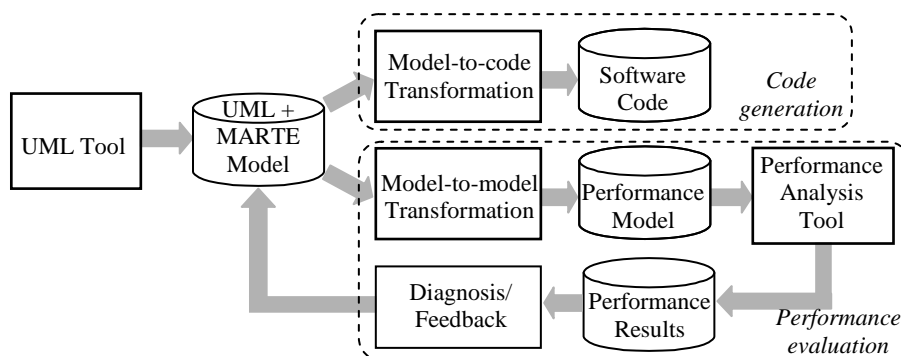 UML Tool
UML +
MARTE
Model
Model-to-code
Transformation
Software
Code
Code
generation
Model-to-model
Transformation
Performance
Model
Performance
Analysis
Tool
Diagnosis/
Feedback
Performance
Results
Performance
evaluation